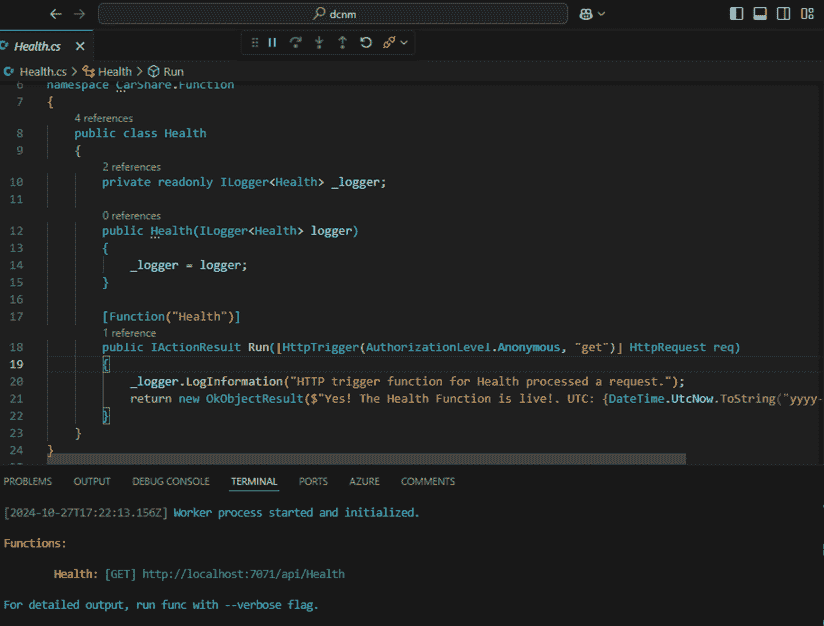 dcnm
Health.cs
Health.cs > Health > Run
6 namespace CarShare.Function
7 {
4 references
8 public class Health
9 {
2 references
10 private readonly ILogger<Health> _logger;
11
0 references
12 public Health(ILogger<Health> logger)
13 {
14 _logger = logger;
15 }
16
17 [Function("Health")]
1 reference
18 public IActionResult Run([HttpTrigger(AuthorizationLevel.Anonymous, "get")] HttpRequest req)
19 {
20 _logger.LogInformation("HTTP trigger function for Health processed a request.");
21 return new OkObjectResult($"Yes! The Health Function is live!. UTC: {DateTime.UtcNow.ToString("yyyy-
22 }
23 }
24 }
PROBLEMS OUTPUT DEBUG CONSOLE TERMINAL PORTS AZURE COMMENTS
[2024-10-27T17:22:13.156Z] Worker process started and initialized.
Functions:
Health: [GET] http://localhost:7071/api/Health
For detailed output, run func with --verbose flag.